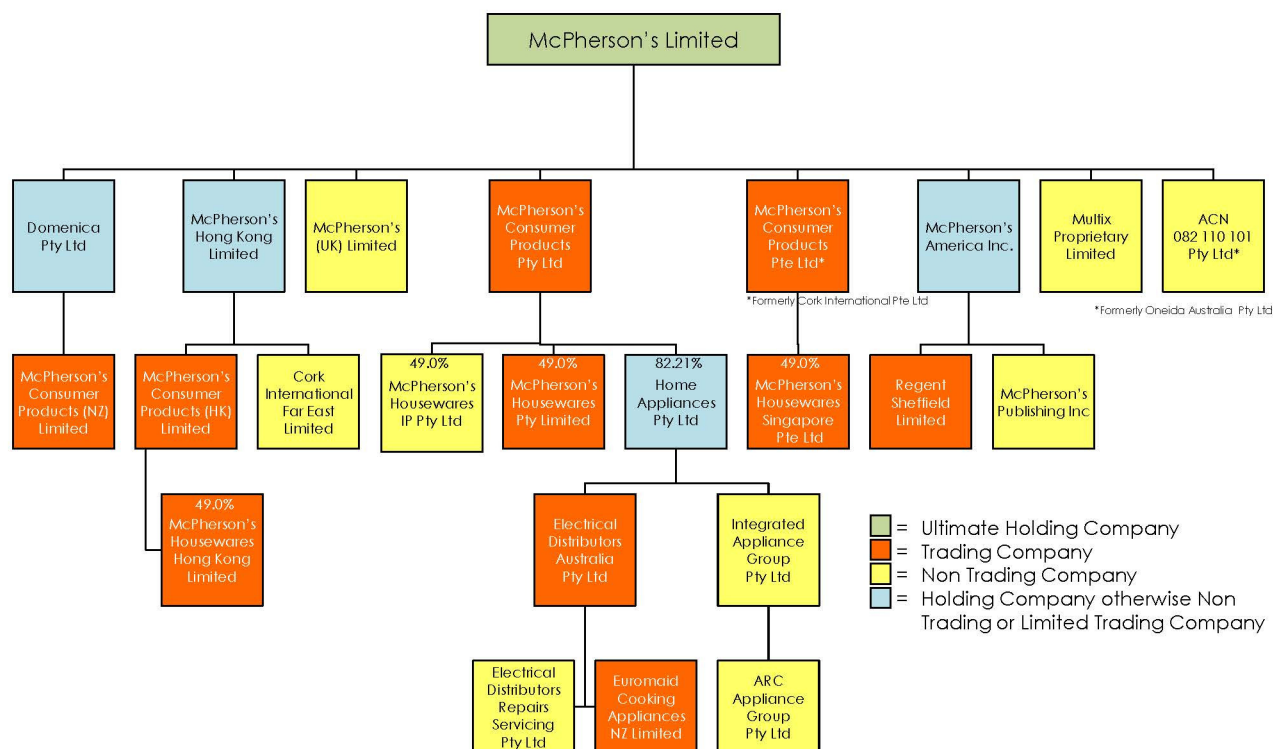 McPherson's Limited
Domenica
Pty Ltd
McPherson's
Hong Kong
Limited
McPherson's
(UK) Limited
McPherson's
Consumer
Products
Pty Ltd
McPherson's
Consumer
Products
Pte Ltd*
McPherson's
America Inc.
Multix
Proprietary
Limited
ACN
082 110 101
Pty Ltd*
*Formerly Cork International Pte Ltd
*Formerly Oneida Australia Pty Ltd
McPherson's
Consumer
Products (NZ)
Limited
McPherson's
Consumer
Products (HK)
Limited
Cork
International
Far East
Limited
49.0%
McPherson's
Housewares
IP Pty Ltd
49.0%
McPherson's
Housewares
Pty Limited
82.21%
Home
Appliances
Pty Ltd
49.0%
McPherson's
Housewares
Singapore
Pte Ltd
Regent
Sheffield
Limited
McPherson's
Publishing Inc
49.0%
McPherson's
Housewares
Hong Kong
Limited
Electrical
Distributors
Australia
Pty Ltd
Integrated
Appliance
Group
Pty Ltd
= Ultimate Holding Company
= Trading Company
= Non Trading Company
= Holding Company otherwise Non
Trading or Limited Trading Company
Electrical
Distributors
Repairs
Servicing
Pty Ltd
Euromaid
Cooking
Appliances
NZ Limited
ARC
Appliance
Group
Pty Ltd